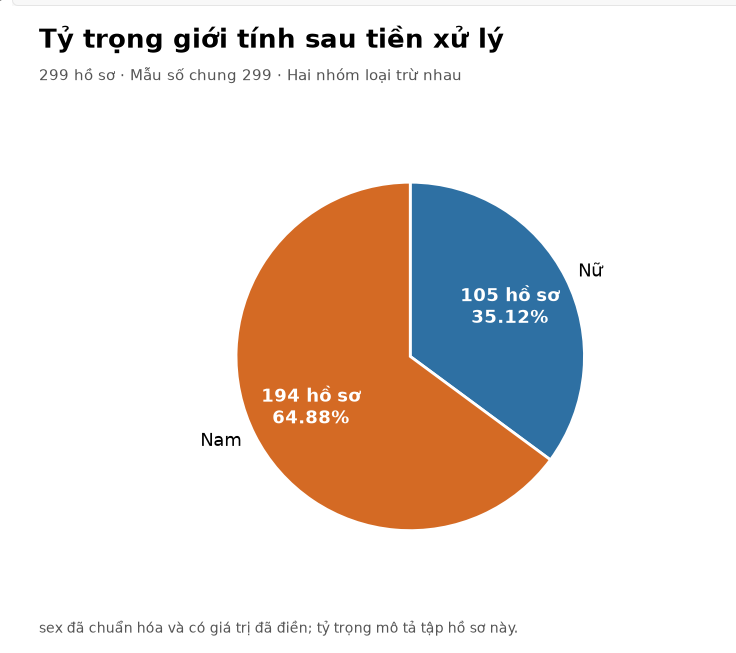 Tỷ trọng giới tính sau tiền xử lý
299 hồ sơ · Mẫu số chung 299 · Hai nhóm loại trừ nhau
Nữ
105 hồ sơ
35.12%
194 hồ sơ
64.88%
Nam
sex đã chuẩn hóa và có giá trị đã điền; tỷ trọng mô tả tập hồ sơ này.